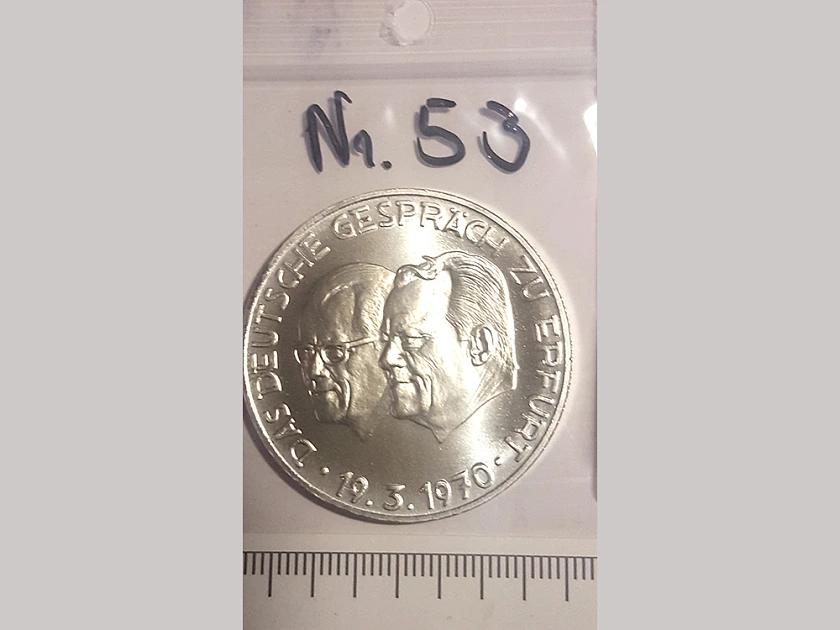 Nr. 53
DAS DEUTSCHE GESPRÄCH ZU ERFURT
· 19.3.1970 ·